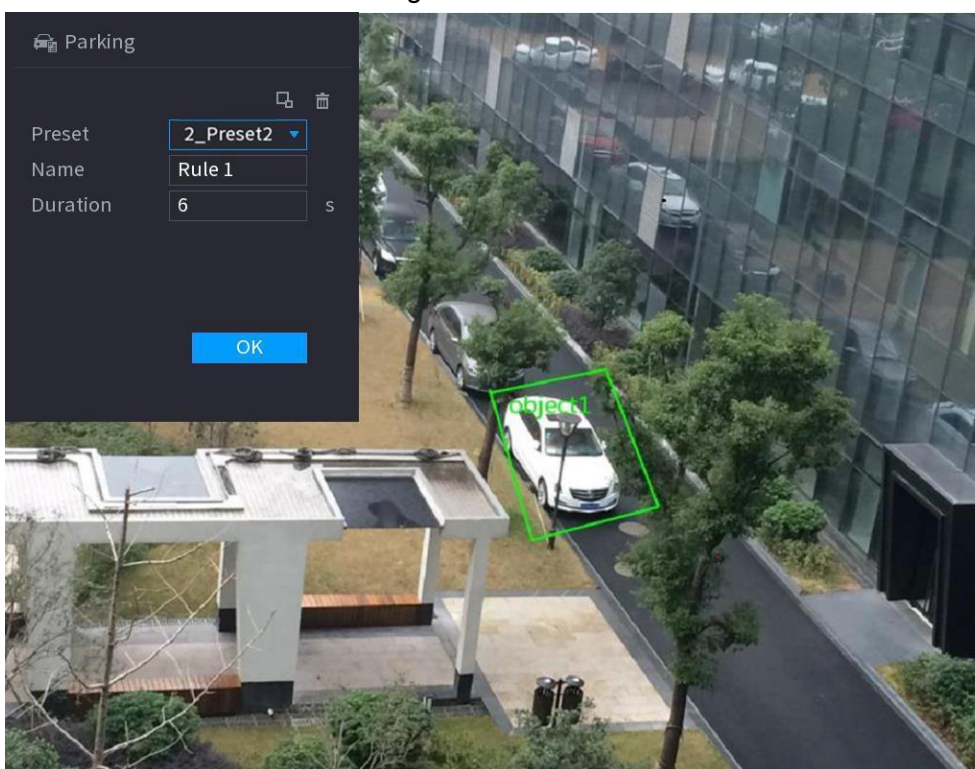 Parking
Preset 2_Preset2
Name Rule 1
Duration 6 s
OK
object1